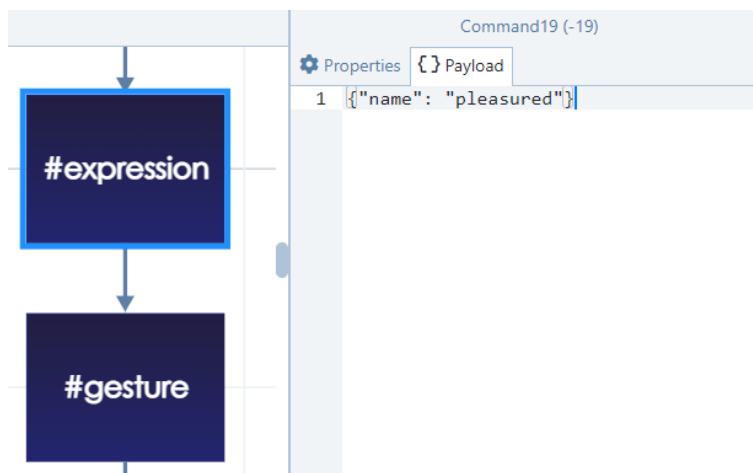 Command19 (-19)
Properties {} Payload
1 {"name": "pleasured"}
#expression
#gesture